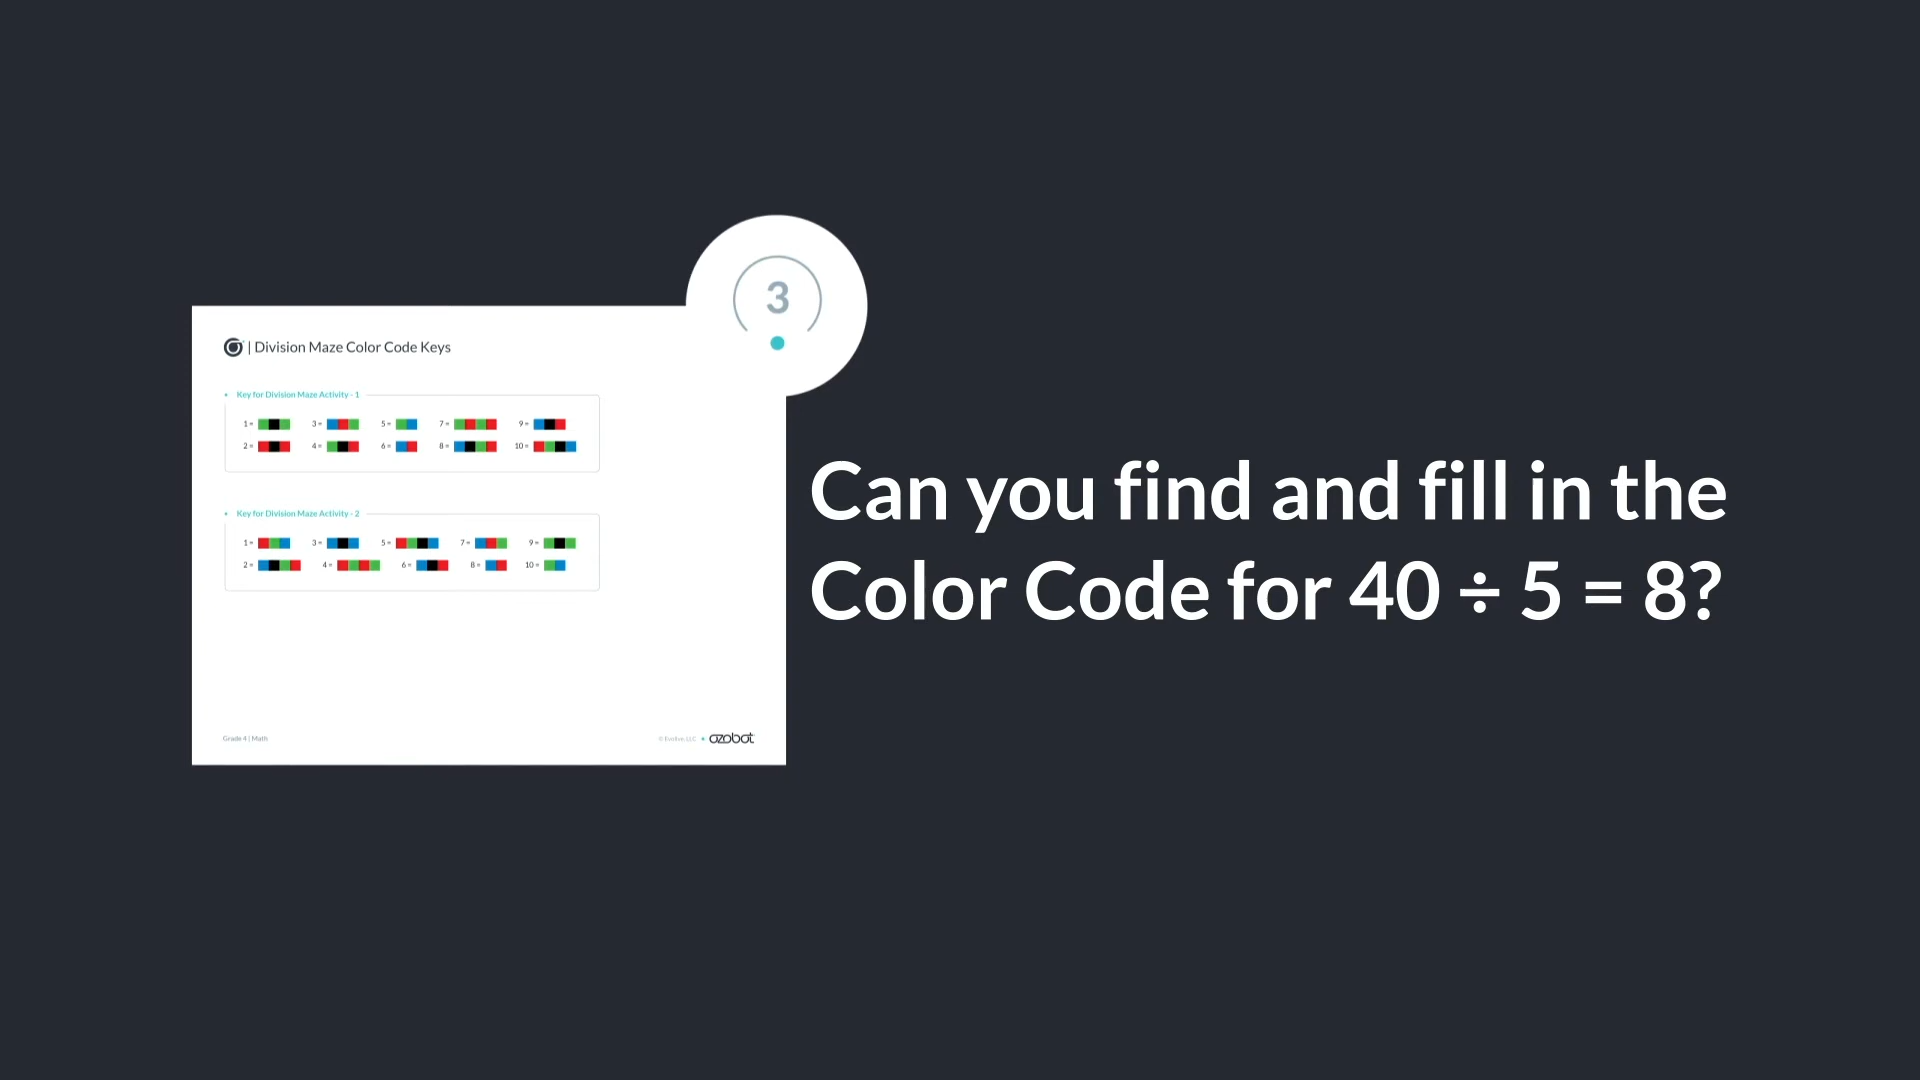 3
| Division Maze Color Code Keys
Key for Division Maze Activity - 1
1 = 3 = 5 = 7 = 9 =
2 = 4 = 6 = 8 = 10 =
Key for Division Maze Activity - 2
1 = 3 = 5 = 7 = 9 =
2 = 4 = 6 = 8 = 10 =
Grade 4 | Math
© Evollve LLC • ozobot
Can you find and fill in the
Color Code for 40 ÷ 5 = 8?